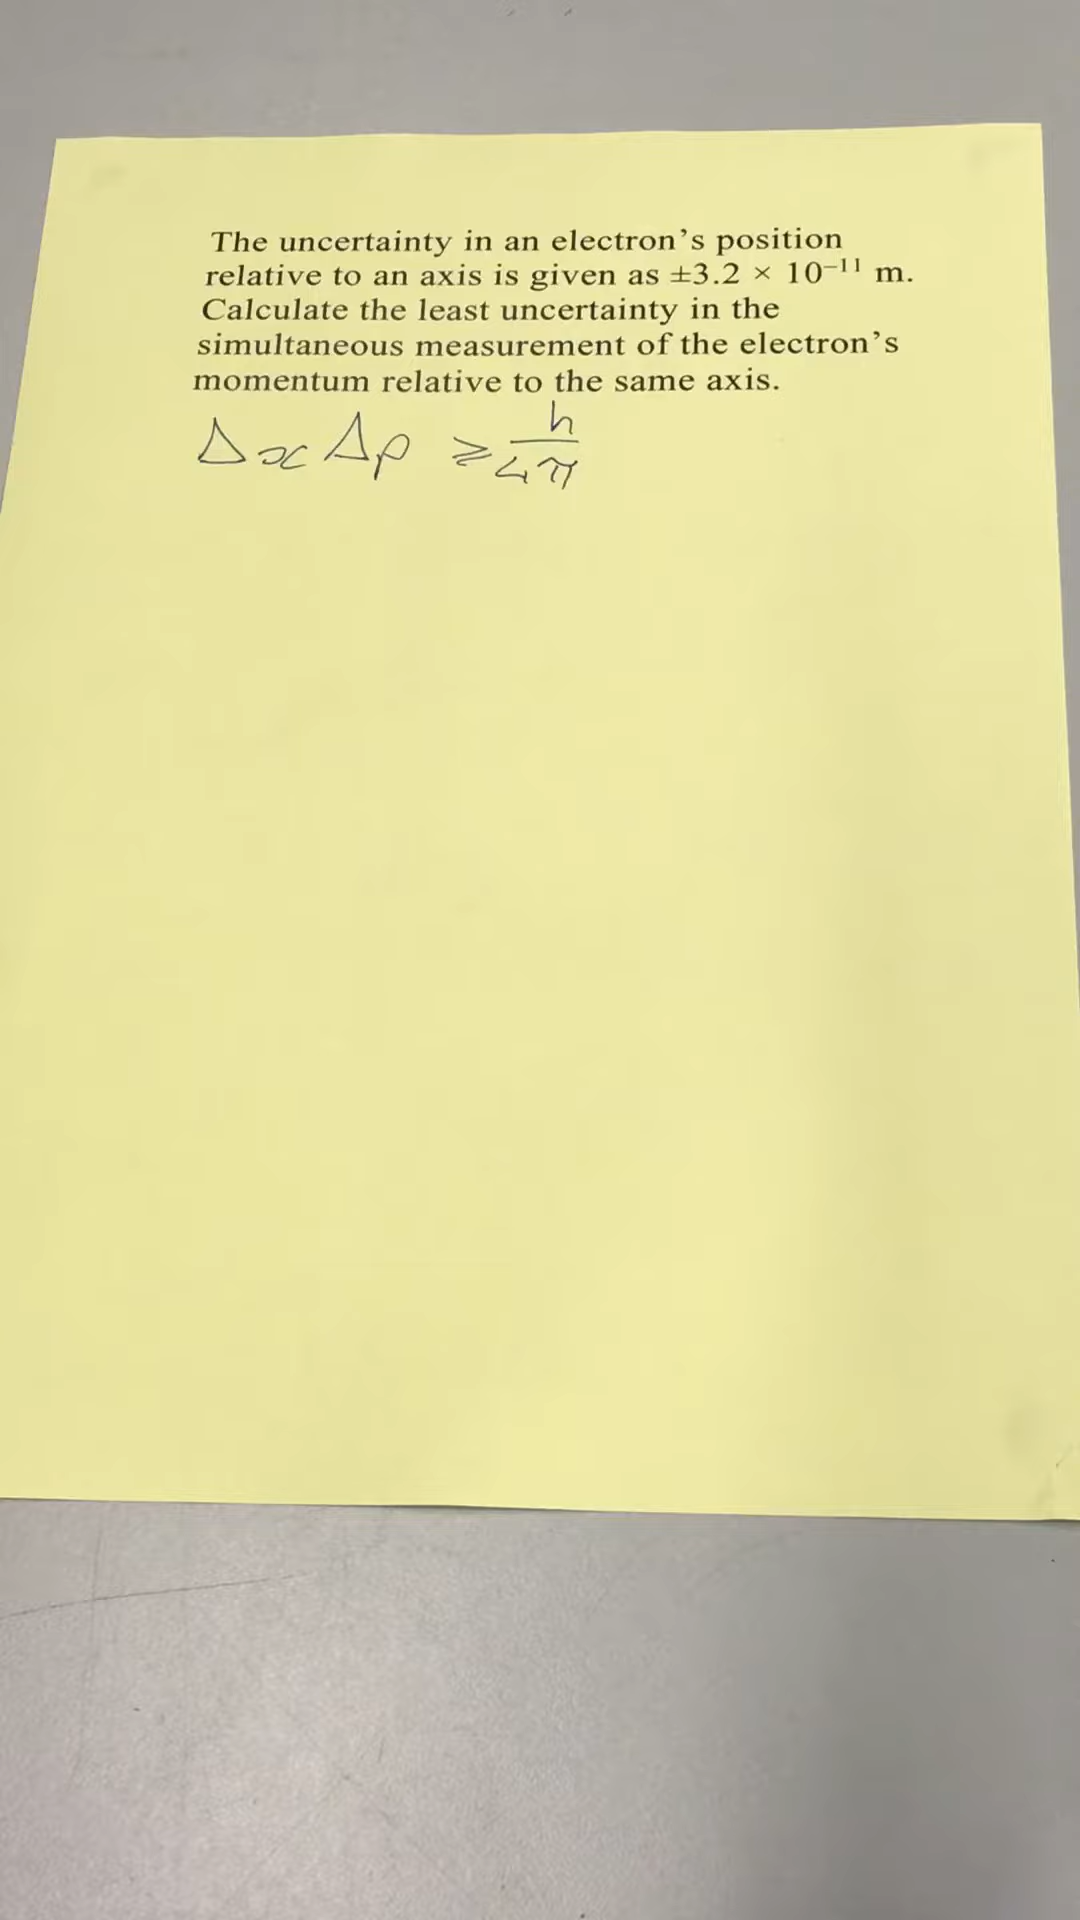 The uncertainty in an electron’s position
relative to an axis is given as ±3.2 × 10⁻¹¹ m.
Calculate the least uncertainty in the
simultaneous measurement of the electron’s
momentum relative to the same axis.
Δx Δp ≥ h/4π